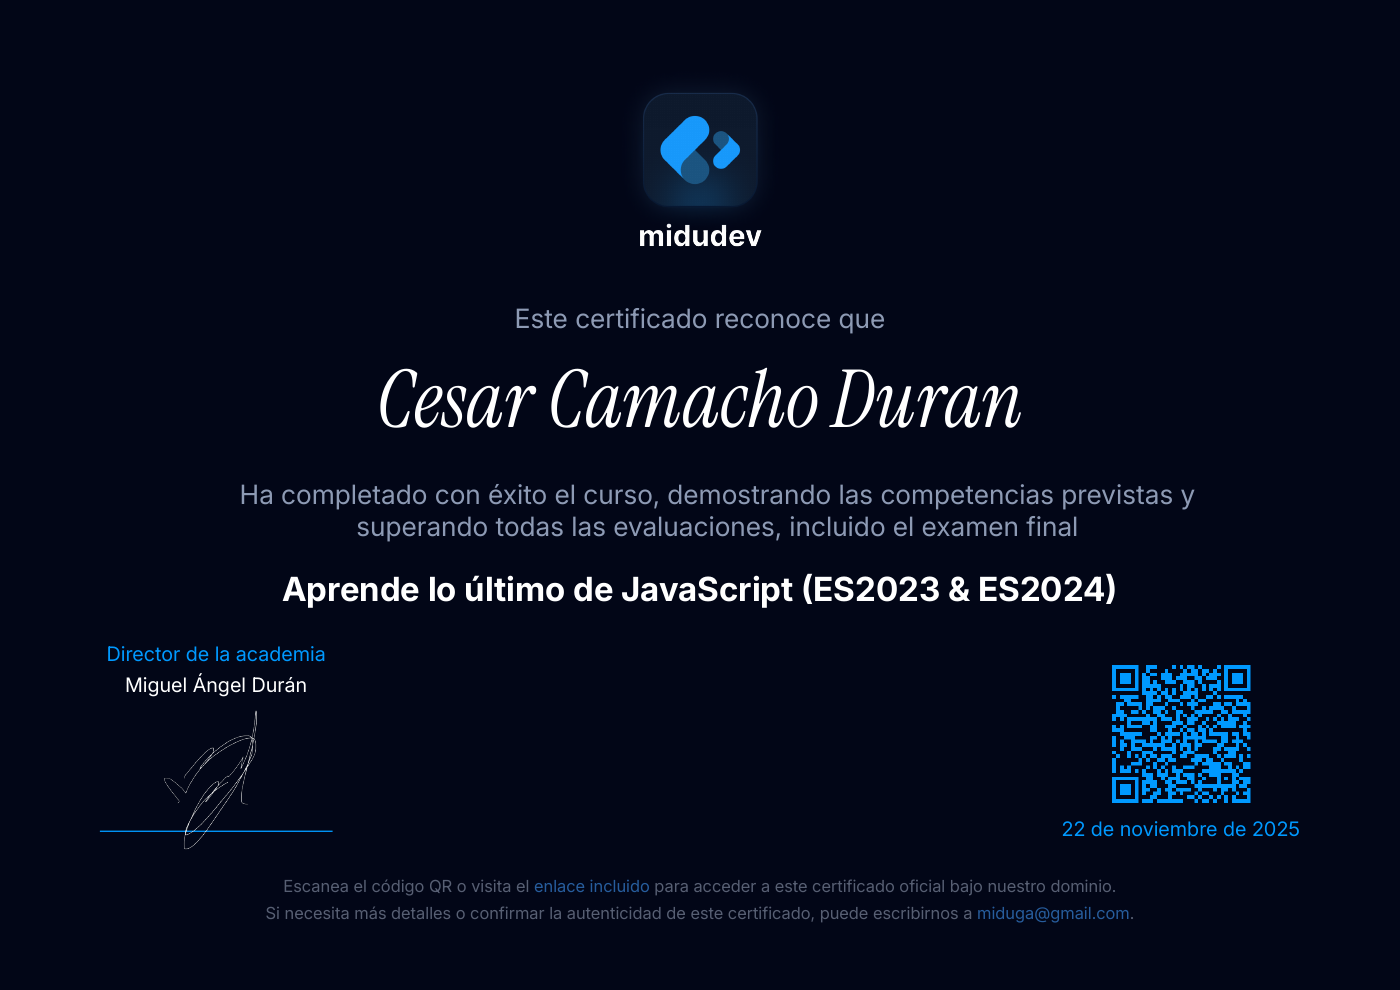 midudev
Este certificado reconoce que
Cesar Camacho Duran
Ha completado con éxito el curso, demostrando las competencias previstas y
superando todas las evaluaciones, incluido el examen final
Aprende lo último de JavaScript (ES2023 & ES2024)
Director de la academia
Miguel Ángel Durán
22 de noviembre de 2025
Escanea el código QR o visita el enlace incluido para acceder a este certificado oficial bajo nuestro dominio.
Si necesita más detalles o confirmar la autenticidad de este certificado, puede escribirnos a miduga@gmail.com.